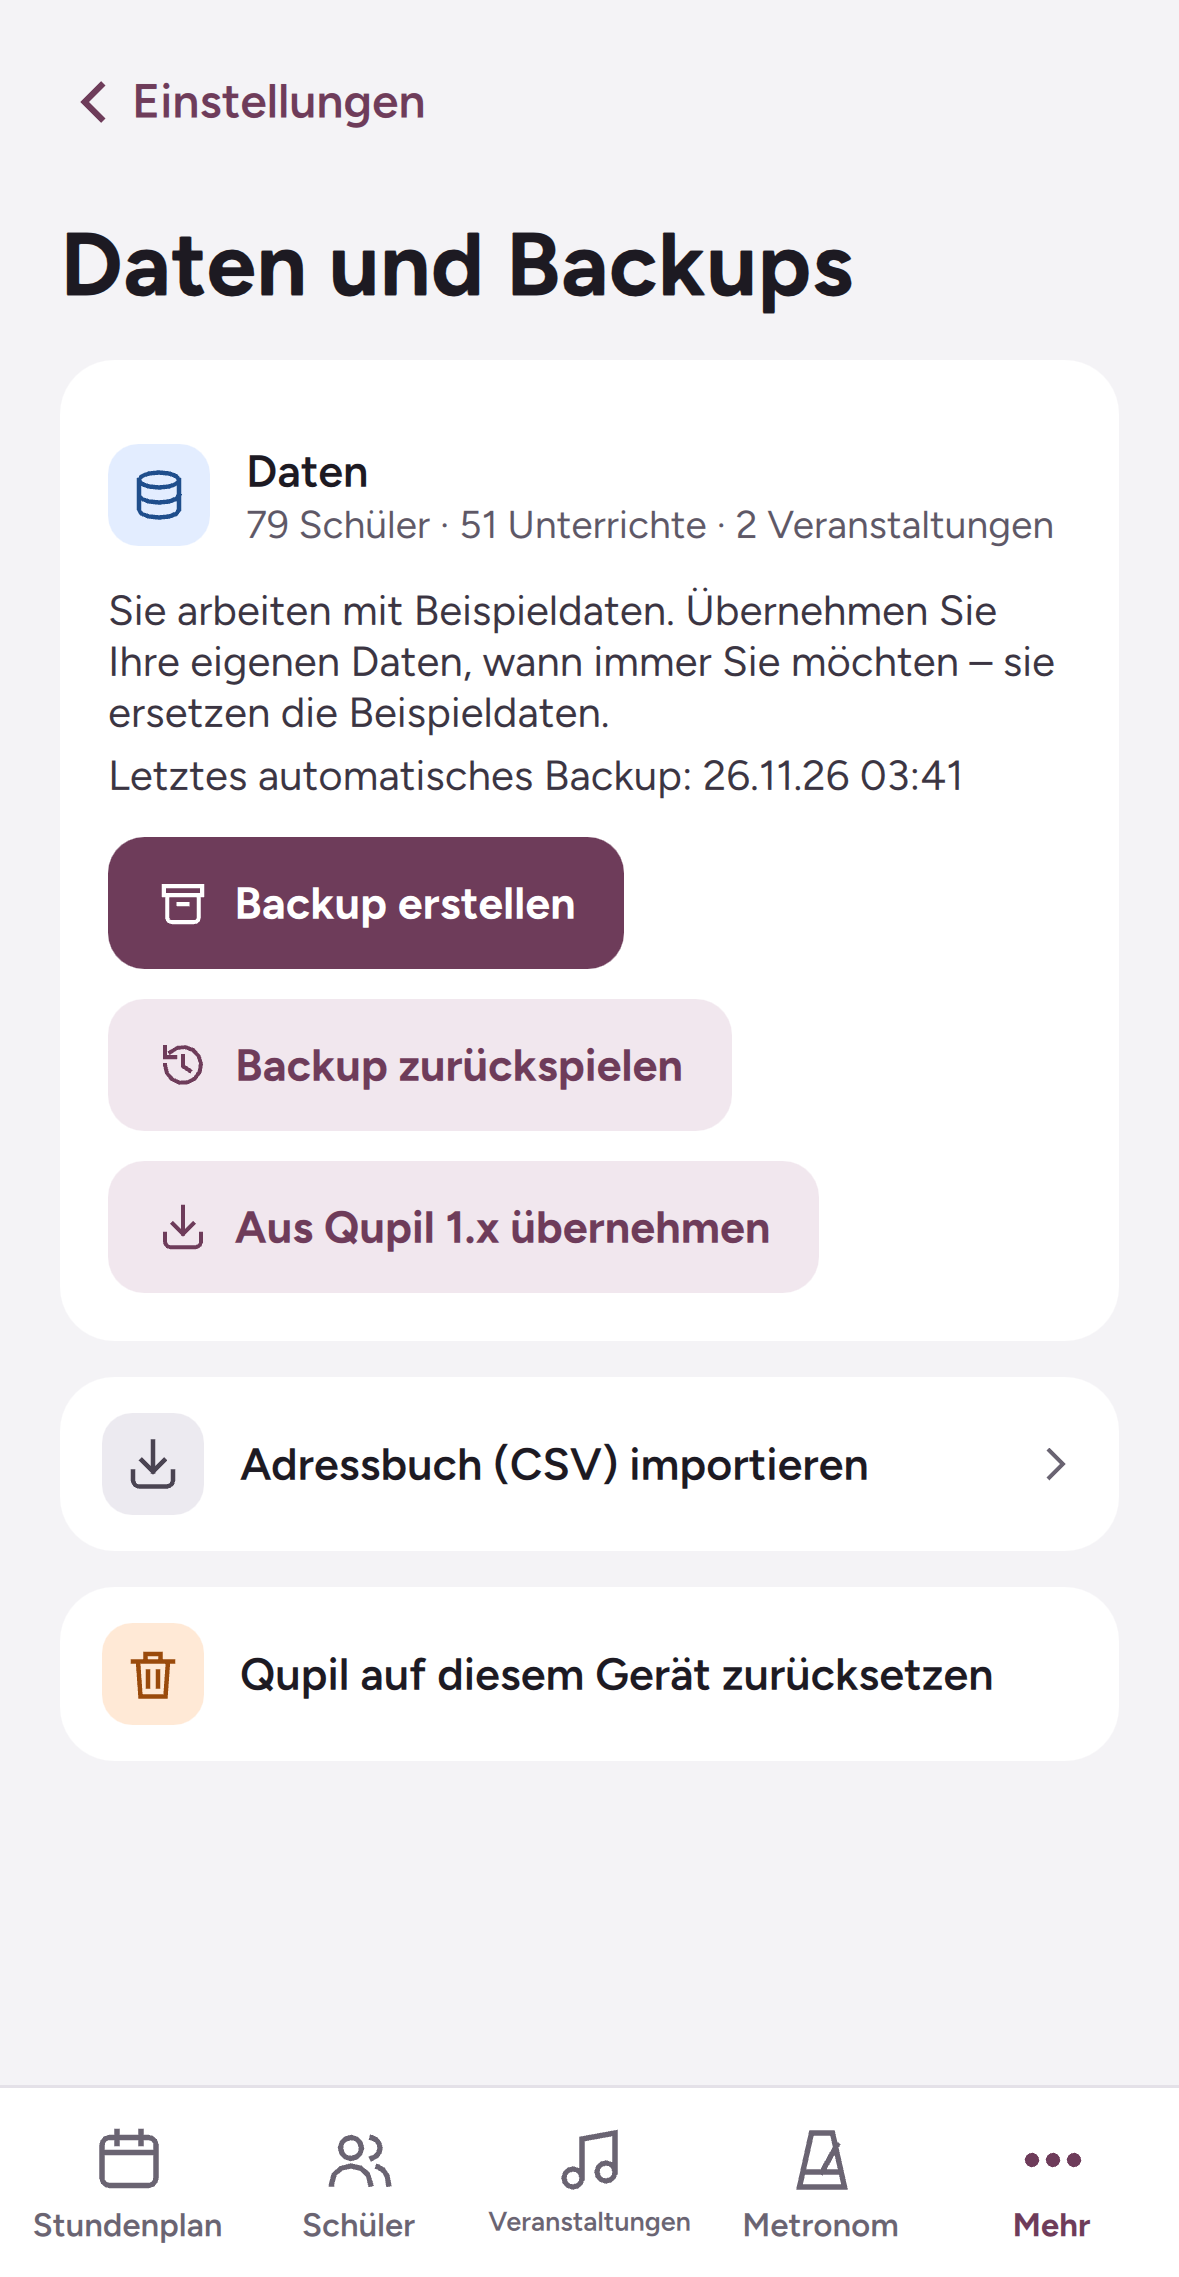 Einstellungen
Daten und Backups
Daten
79 Schüler · 51 Unterrichte · 2 Veranstaltungen
Sie arbeiten mit Beispieldaten. Übernehmen Sie
Ihre eigenen Daten, wann immer Sie möchten – sie
ersetzen die Beispieldaten.
Letztes automatisches Backup: 26.11.26 03:41
Backup erstellen
Backup zurückspielen
Aus Qupil 1.x übernehmen
Adressbuch (CSV) importieren
Qupil auf diesem Gerät zurücksetzen
Stundenplan
Schüler
Veranstaltungen
Metronom
Mehr